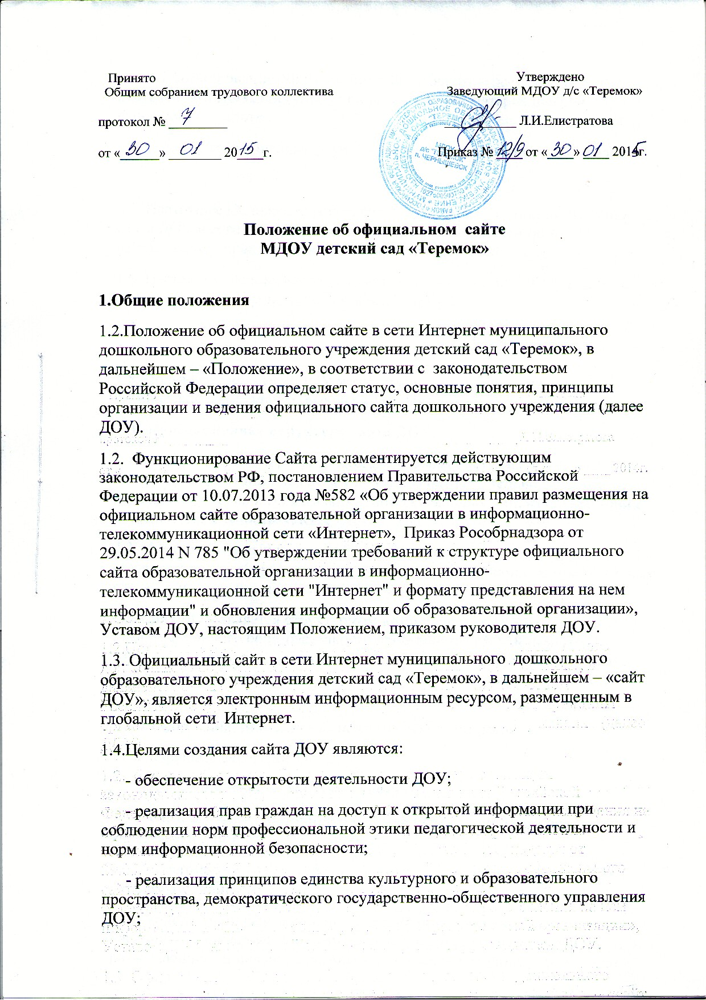 Принято
Общим собранием трудового коллектива
протокол № 7
от «30» 01 2015 г.
Утверждено
Заведующий МДОУ д/с «Теремок»
Л.И.Елистратова
Приказ № 12/9 от «30» 01 2015г.
МДОУ
д/с "ТЕРЕМОК"
п. ЧЕРНЫШЕВСК
Положение об официальном сайте
МДОУ детский сад «Теремок»
1.Общие положения
1.2.Положение об официальном сайте в сети Интернет муниципального
дошкольного образовательного учреждения детский сад «Теремок», в
дальнейшем – «Положение», в соответствии с законодательством
Российской Федерации определяет статус, основные понятия, принципы
организации и ведения официального сайта дошкольного учреждения (далее
ДОУ).
1.2. Функционирование Сайта регламентируется действующим
законодательством РФ, постановлением Правительства Российской
Федерации от 10.07.2013 года №582 «Об утверждении правил размещения на
официальном сайте образовательной организации в информационно-
телекоммуникационной сети «Интернет», Приказ Рособрнадзора от
29.05.2014 N 785 "Об утверждении требований к структуре официального
сайта образовательной организации в информационно-
телекоммуникационной сети "Интернет" и формату представления на нем
информации" и обновления информации об образовательной организации»,
Уставом ДОУ, настоящим Положением, приказом руководителя ДОУ.
1.3. Официальный сайт в сети Интернет муниципального дошкольного
образовательного учреждения детский сад «Теремок», в дальнейшем – «сайт
ДОУ», является электронным информационным ресурсом, размещенным в
глобальной сети Интернет.
1.4.Целями создания сайта ДОУ являются:
- обеспечение открытости деятельности ДОУ;
- реализация прав граждан на доступ к открытой информации при
соблюдении норм профессиональной этики педагогической деятельности и
норм информационной безопасности;
- реализация принципов единства культурного и образовательного
пространства, демократического государственно-общественного управления
ДОУ;